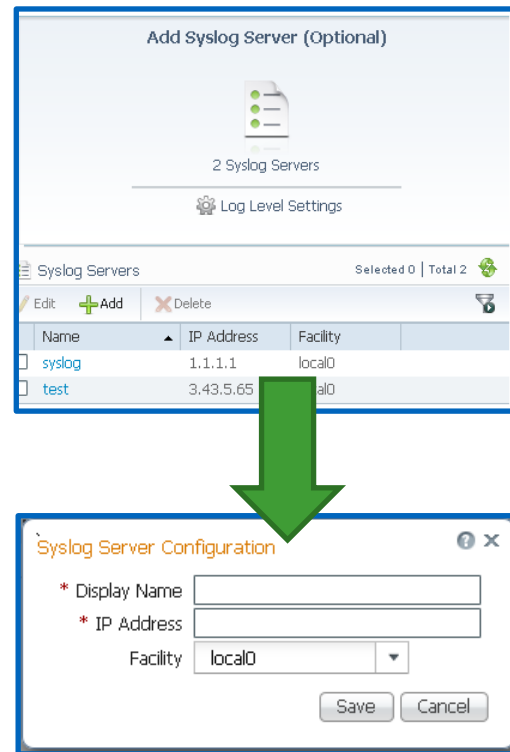 Add Syslog Server (Optional)
2 Syslog Servers
Log Level Settings
Syslog Servers Selected 0 | Total 2
Edit Add Delete
Name IP Address Facility
syslog 1.1.1.1 local0
test 3.43.5.65 al0
Syslog Server Configuration
* Display Name
* IP Address
Facility local0
Save Cancel